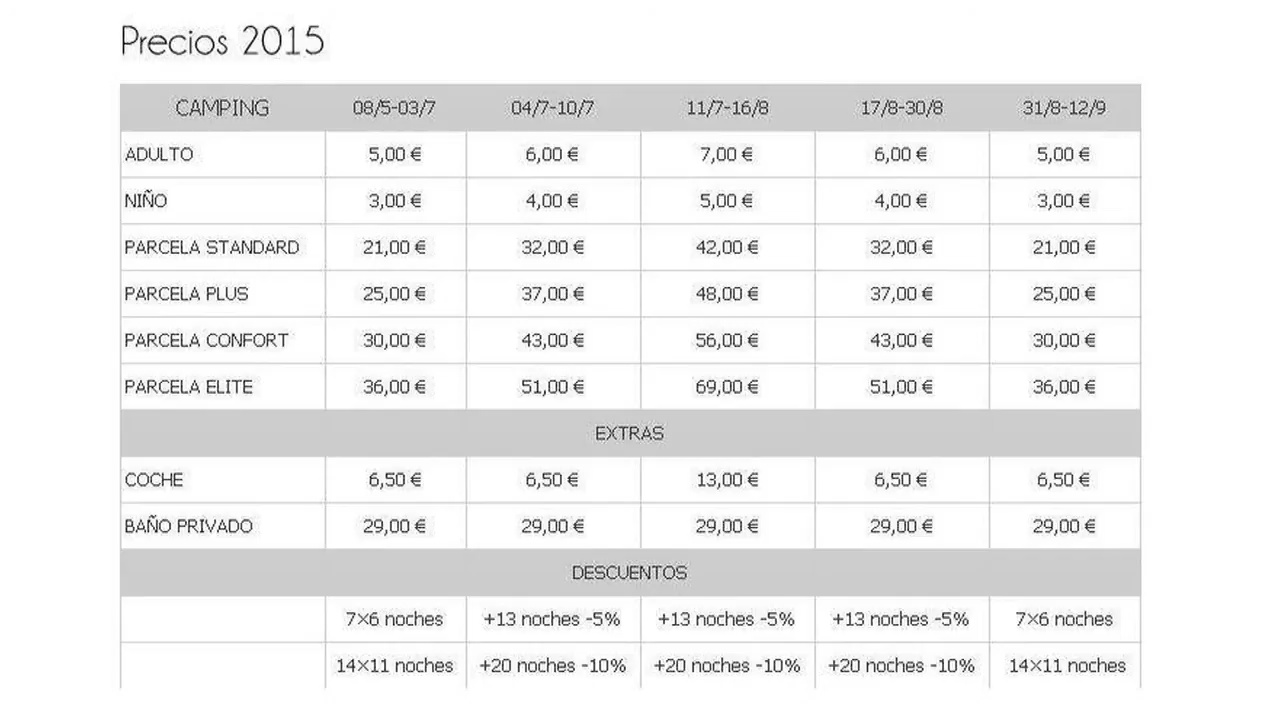 Precios 2015
CAMPING 08/5-03/7 04/7-10/7 11/7-16/8 17/8-30/8 31/8-12/9
ADULTO 5,00 € 6,00 € 7,00 € 6,00 € 5,00 €
NIÑO 3,00 € 4,00 € 5,00 € 4,00 € 3,00 €
PARCELA STANDARD 21,00 € 32,00 € 42,00 € 32,00 € 21,00 €
PARCELA PLUS 25,00 € 37,00 € 48,00 € 37,00 € 25,00 €
PARCELA CONFORT 30,00 € 43,00 € 56,00 € 43,00 € 30,00 €
PARCELA ELITE 36,00 € 51,00 € 69,00 € 51,00 € 36,00 €
EXTRAS
COCHE 6,50 € 6,50 € 13,00 € 6,50 € 6,50 €
BAÑO PRIVADO 29,00 € 29,00 € 29,00 € 29,00 € 29,00 €
DESCUENTOS
7×6 noches +13 noches -5% +13 noches -5% +13 noches -5% 7×6 noches
14×11 noches +20 noches -10% +20 noches -10% +20 noches -10% 14×11 noches